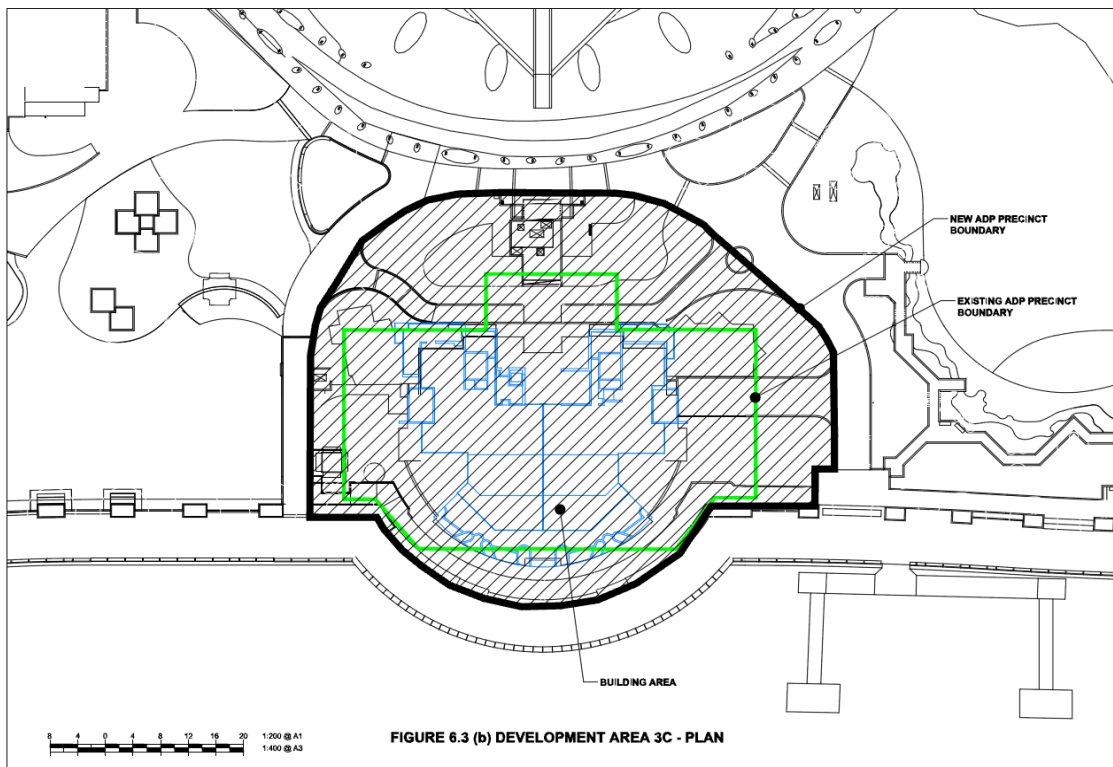 NEW ADP PRECINCT
BOUNDARY
EXISTING ADP PRECINCT
BOUNDARY
BUILDING AREA
8 4 0 4 8 12 16 20
1:200 @ A1
1:400 @ A3
FIGURE 6.3 (b) DEVELOPMENT AREA 3C - PLAN